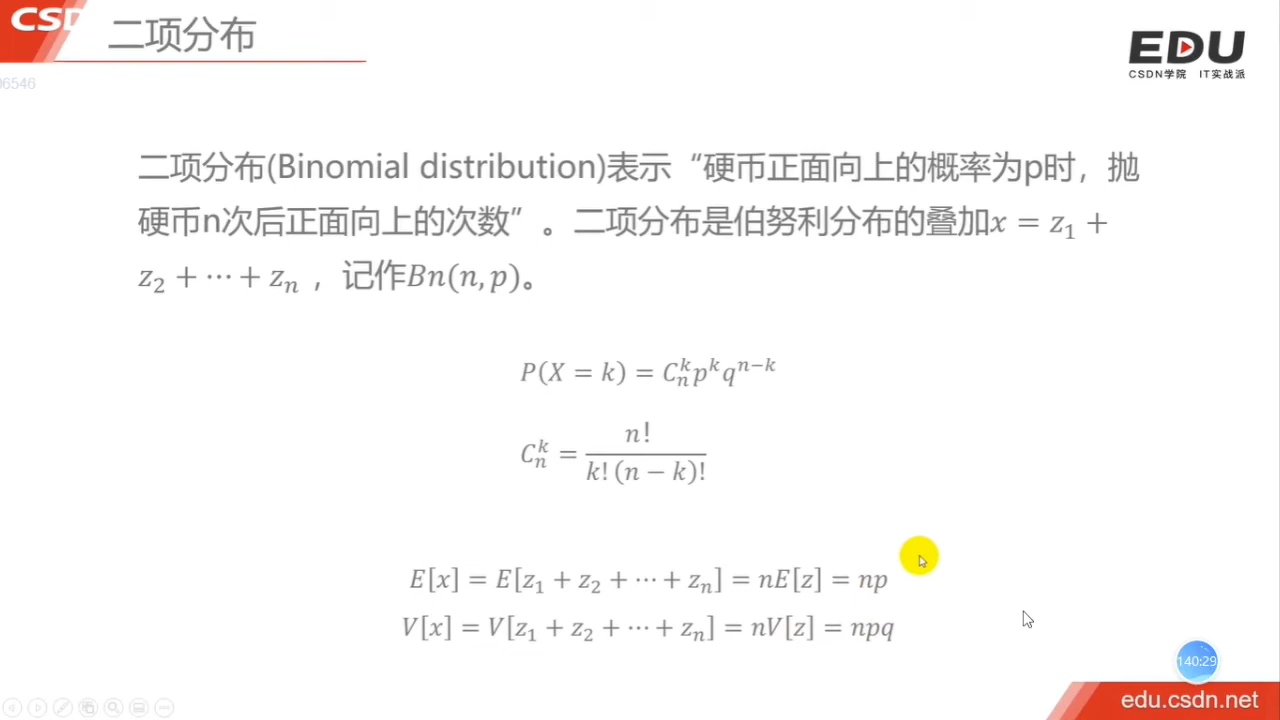 CSD
二项分布
EDU
CSDN学院 IT实战派
06546
二项分布(Binomial distribution)表示“硬币正面向上的概率为p时，抛
硬币n次后正面向上的次数”。二项分布是伯努利分布的叠加x = z₁ +
z₂ + ⋯ + zₙ ，记作Bn(n, p)。
P(X = k) = Cₙᵏpᵏqⁿ⁻ᵏ
Cₙᵏ = n! / k! (n − k)!
E[x] = E[z₁ + z₂ + ⋯ + zₙ] = nE[z] = np
V[x] = V[z₁ + z₂ + ⋯ + zₙ] = nV[z] = npq
140:29
edu.csdn.net